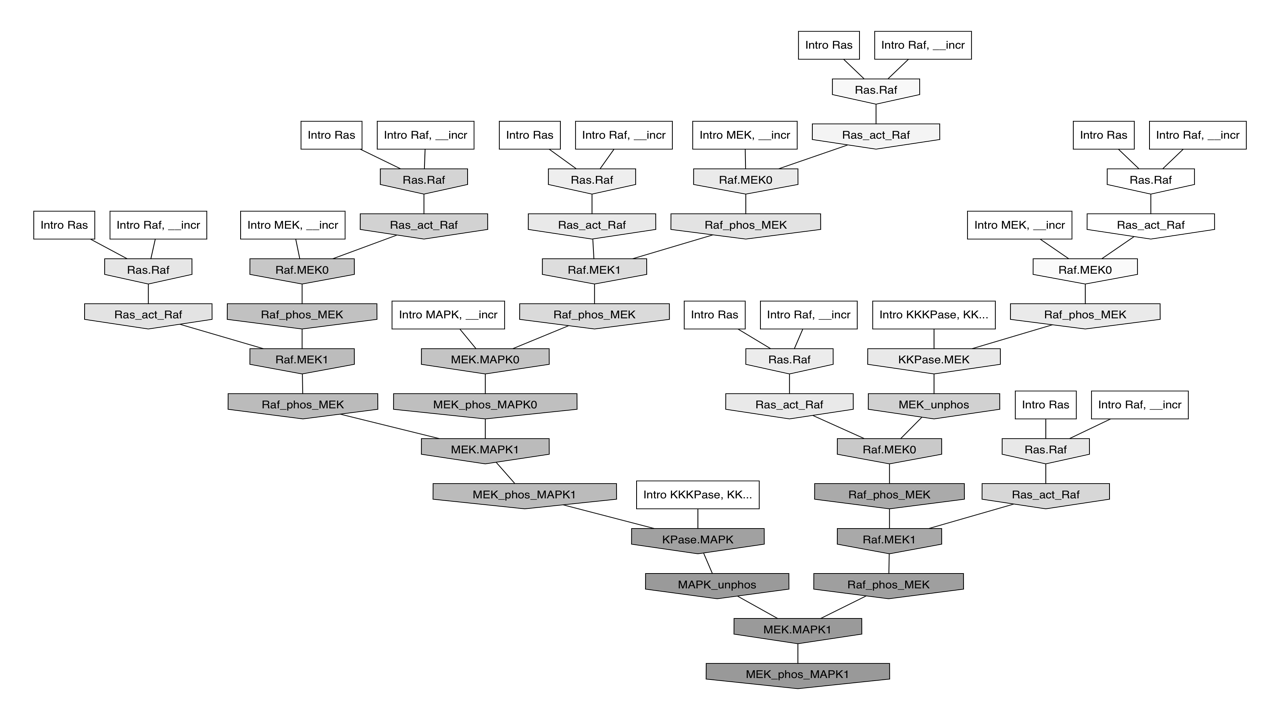 Intro Ras
Intro Raf, __incr
Ras.Raf
Intro Ras
Intro Raf, __incr
Intro Ras
Intro Raf, __incr
Intro MEK, __incr
Ras_act_Raf
Intro Ras
Intro Raf, __incr
Ras.Raf
Ras.Raf
Raf.MEK0
Ras.Raf
Intro Ras
Intro Raf, __incr
Intro MEK, __incr
Ras_act_Raf
Ras_act_Raf
Raf_phos_MEK
Intro MEK, __incr
Ras_act_Raf
Ras.Raf
Raf.MEK0
Raf.MEK1
Raf.MEK0
Ras_act_Raf
Raf_phos_MEK
Intro MAPK, __incr
Raf_phos_MEK
Intro Ras
Intro Raf, __incr
Intro KKKPase, KK...
Raf_phos_MEK
Raf.MEK1
MEK.MAPK0
Ras.Raf
KKPase.MEK
Raf_phos_MEK
MEK_phos_MAPK0
Ras_act_Raf
MEK_unphos
Intro Ras
Intro Raf, __incr
MEK.MAPK1
Raf.MEK0
Ras.Raf
MEK_phos_MAPK1
Intro KKKPase, KK...
Raf_phos_MEK
Ras_act_Raf
KPase.MAPK
Raf.MEK1
MAPK_unphos
Raf_phos_MEK
MEK.MAPK1
MEK_phos_MAPK1